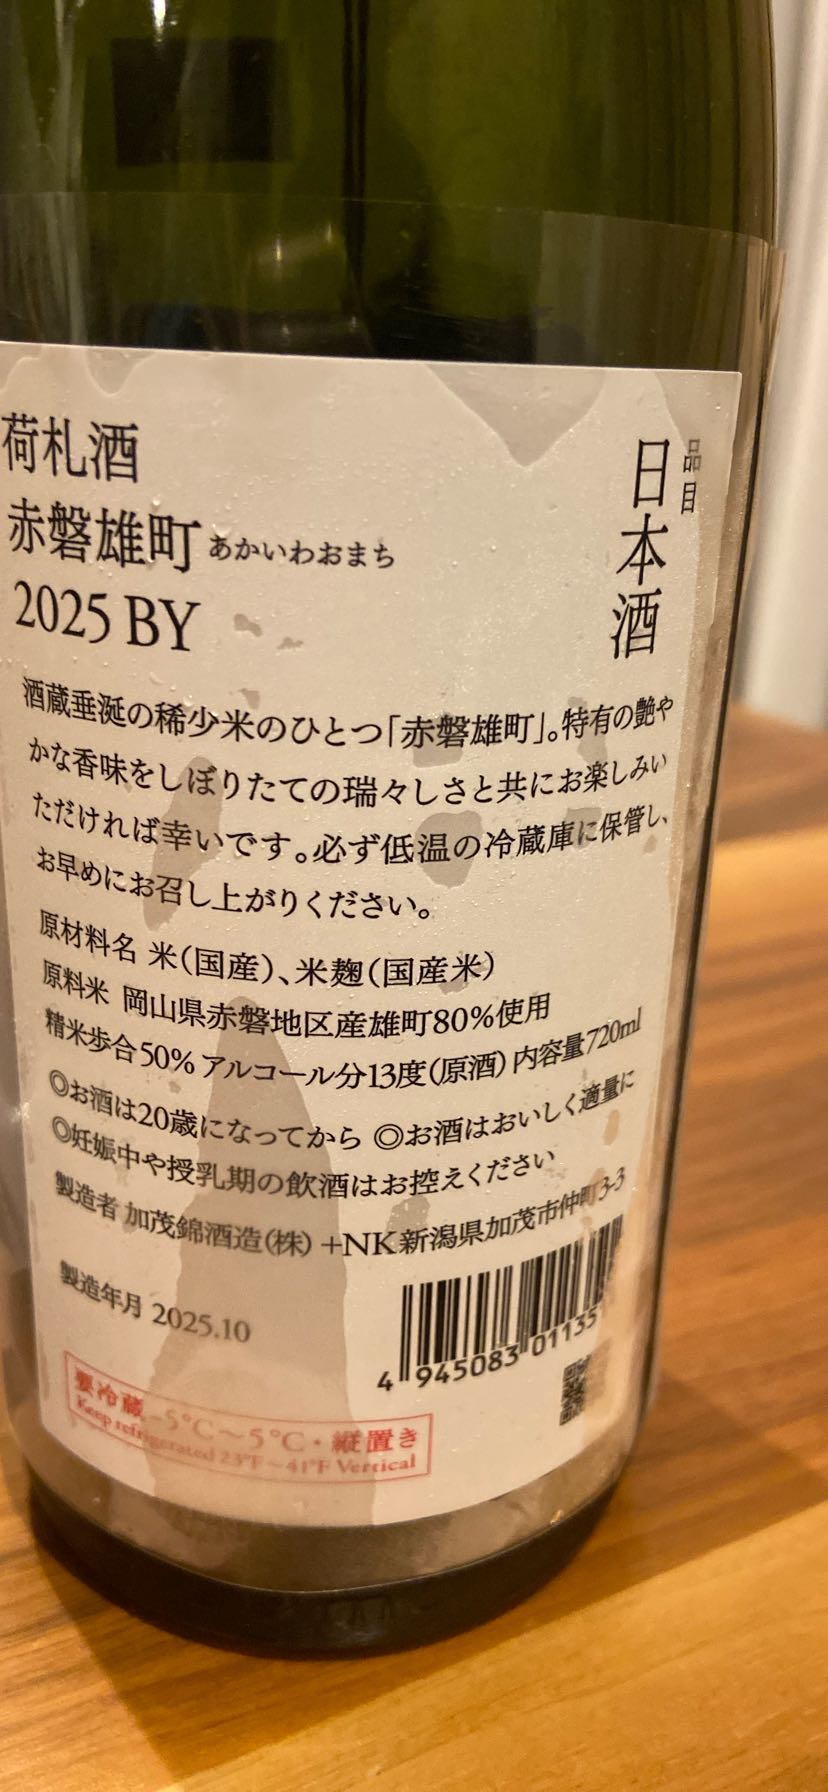 荷札酒
赤磐雄町 あかいわおまち
2025 BY
品目
日本酒
酒蔵垂涎の稀少米のひとつ「赤磐雄町」。特有の艶や
かな香味をしぼりたての瑞々しさと共にお楽しみい
ただければ幸いです。必ず低温の冷蔵庫に保管し、
お早めにお召し上がりください。
原材料名 米(国産)、米麹(国産米)
原料米 岡山県赤磐地区産雄町80%使用
精米歩合50% アルコール分13度(原酒) 内容量720ml
◎お酒は20歳になってから ◎お酒はおいしく適量に
◎妊娠中や授乳期の飲酒はお控えください
製造者 加茂錦酒造(株) +NK 新潟県加茂市仲町3-3
製造年月 2025.10
4 945083 01135
要冷蔵 -5℃~5℃・縦置き
Keep refrigerated 23℉~41℉ Vertical